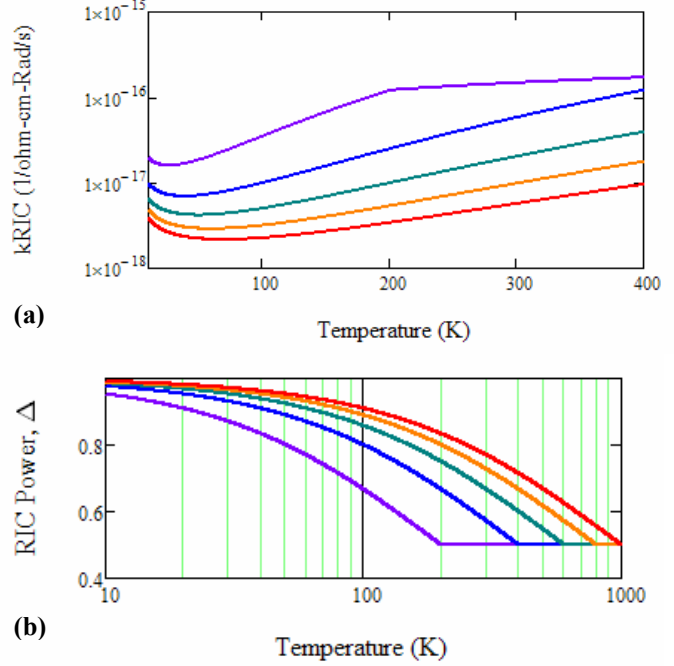 1×10⁻¹⁵
1×10⁻¹⁶
1×10⁻¹⁷
1×10⁻¹⁸
kRIC (1/ohm-cm-Rad/s)
100 200 300 400
(a)
Temperature (K)
0.8
0.6
0.4
RIC Power, Δ
10 100 1000
(b)
Temperature (K)